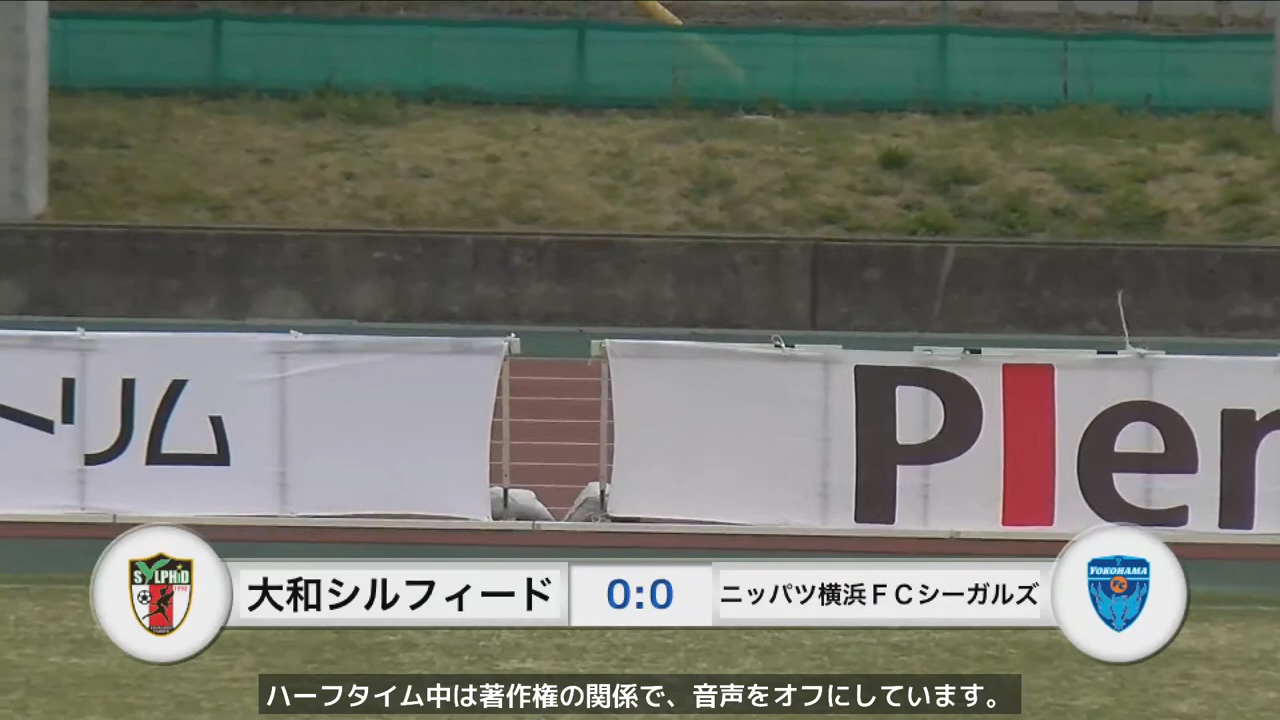 トリム
Pler
SYLPHID
大和シルフィード
0:0
ニッパツ横浜ＦＣシーガルズ
YOKOHAMA
FC
ハーフタイム中は著作権の関係で、音声をオフにしています。